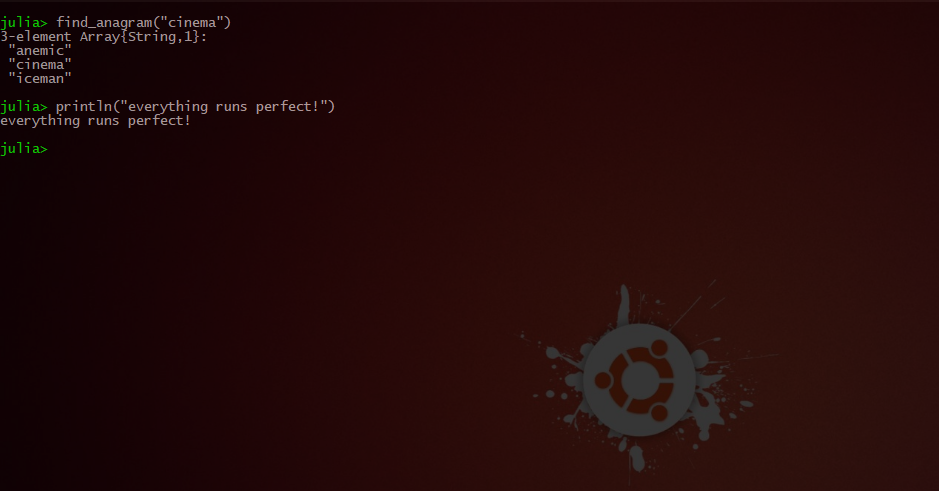 julia> find_anagram("cinema")
3-element Array{String,1}:
 "anemic"
 "cinema"
 "iceman"
julia> println("everything runs perfect!")
everything runs perfect!
julia>